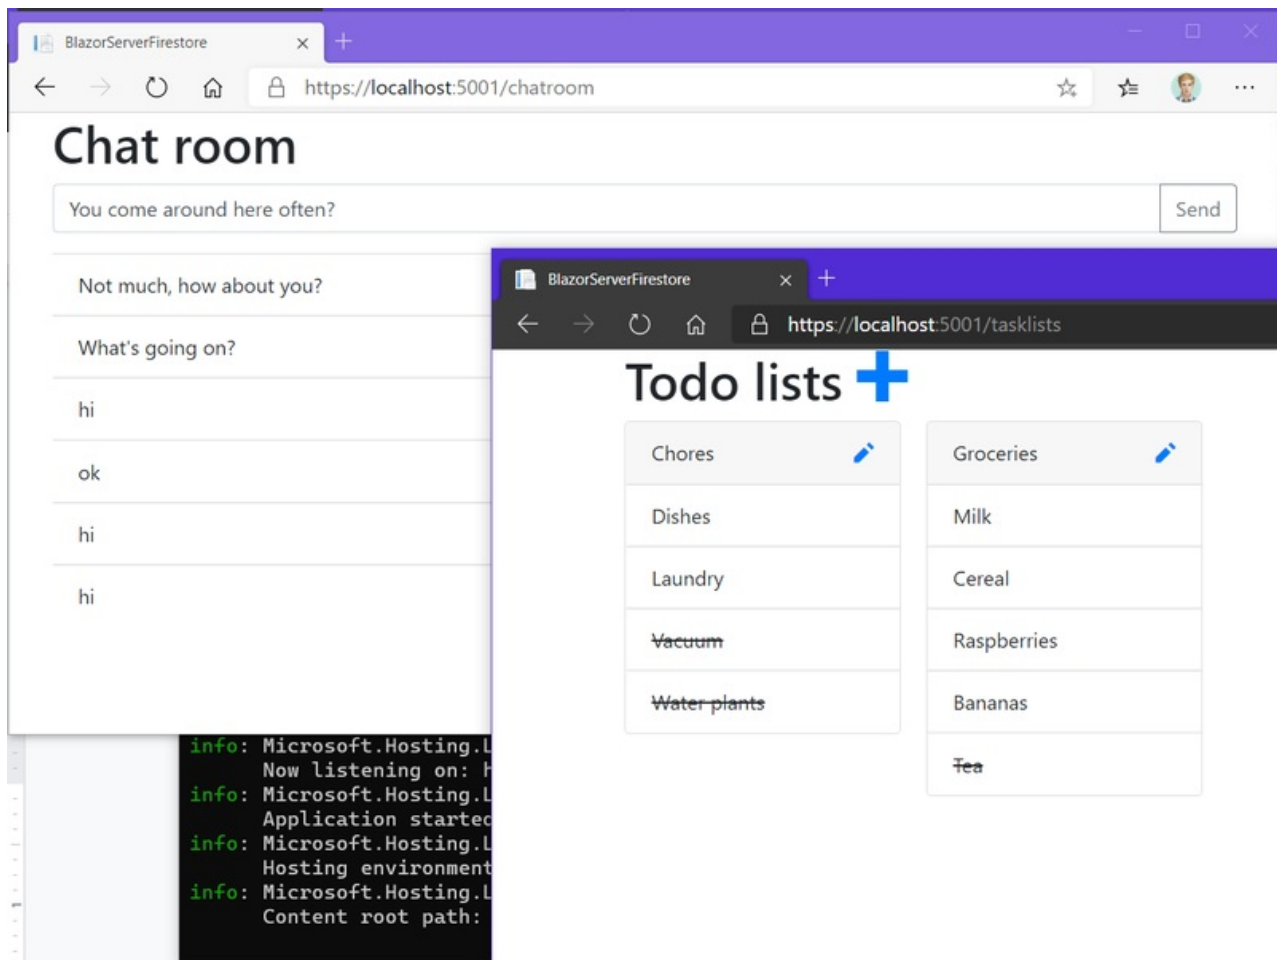 BlazorServerFirestore
https://localhost:5001/chatroom
Chat room
You come around here often?
Send
Not much, how about you?
What's going on?
hi
ok
hi
hi
BlazorServerFirestore
https://localhost:5001/tasklists
Todo lists
Chores
Dishes
Laundry
Vacuum
Water plants
Groceries
Milk
Cereal
Raspberries
Bananas
Tea
info: Microsoft.Hosting.L
Now listening on: h
info: Microsoft.Hosting.L
Application started
info: Microsoft.Hosting.L
Hosting environment
info: Microsoft.Hosting.L
Content root path: